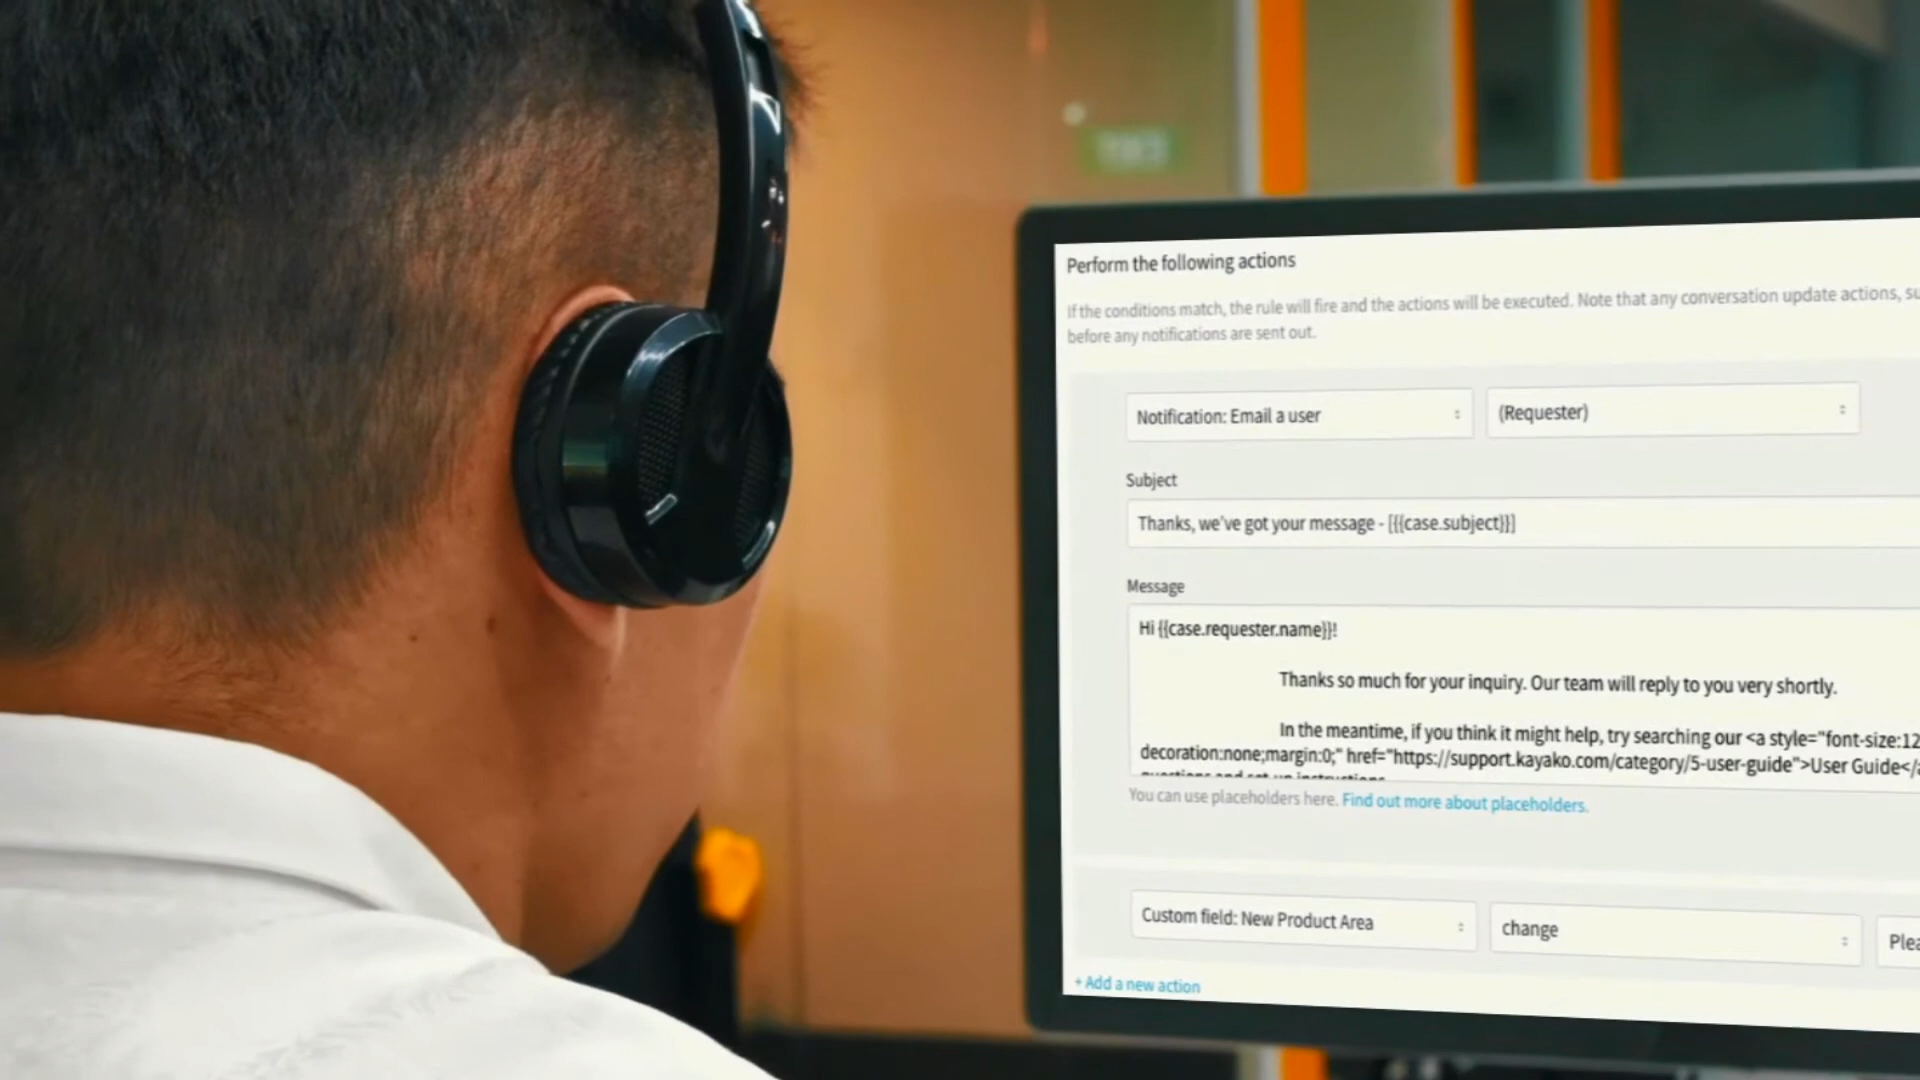 Perform the following actions
If the conditions match, the rule will fire and the actions will be executed. Note that any conversation update actions,
before any notifications are sent out.
Notification: Email a user
(Requester)
Subject
Thanks, we've got your message - [{{case.subject}}]
Message
Hi {{case.requester.name}}!
Thanks so much for your inquiry. Our team will reply to you very shortly.
In the meantime, if you think it might help, try searching our <a style="font-size:12
decoration:none;margin:0;" href="https://support.kayako.com/category/5-user-guide">User Guide</a
questions and set up instructions
You can use placeholders here. Find out more about placeholders.
Custom field: New Product Area
change
+ Add a new action